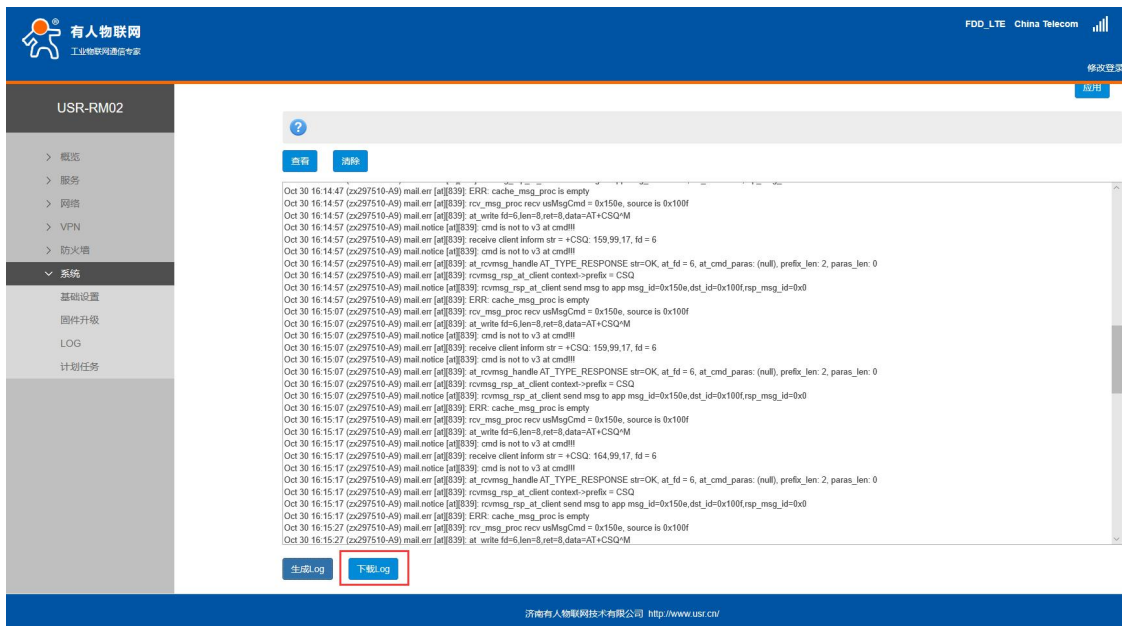 有人物联网
工业物联网通信专家
FDD_LTE China Telecom
修改登录
应用
USR-RM02
概览
服务
网络
VPN
防火墙
系统
基础设置
固件升级
LOG
计划任务
查看 清除
Oct 30 16:14:47 (zx297510-A9) mail.err [at][839]: ERR: cache_msg_proc is empty
Oct 30 16:14:57 (zx297510-A9) mail.err [at][839]: rcv_msg_proc recv usMsgCmd = 0x150e, source is 0x100f
Oct 30 16:14:57 (zx297510-A9) mail.err [at][839]: at_write fd=6,len=8,ret=8,data=AT+CSQ^M
Oct 30 16:14:57 (zx297510-A9) mail.notice [at][839]: cmd is not to v3 at cmd!!!
Oct 30 16:14:57 (zx297510-A9) mail.err [at][839]: receive client inform str = +CSQ: 159,99,17, fd = 6
Oct 30 16:14:57 (zx297510-A9) mail.notice [at][839]: cmd is not to v3 at cmd!!!
Oct 30 16:14:57 (zx297510-A9) mail.err [at][839]: at_rcvmsg_handle AT_TYPE_RESPONSE str=OK, at_fd = 6, at_cmd_paras: (null), prefix_len: 2, paras_len: 0
Oct 30 16:14:57 (zx297510-A9) mail.err [at][839]: rcvmsg_rsp_at_client context->prefix = CSQ
Oct 30 16:14:57 (zx297510-A9) mail.notice [at][839]: rcvmsg_rsp_at_client send msg to app msg_id=0x150e,dst_id=0x100f,rsp_msg_id=0x0
Oct 30 16:14:57 (zx297510-A9) mail.err [at][839]: ERR: cache_msg_proc is empty
Oct 30 16:15:07 (zx297510-A9) mail.err [at][839]: rcv_msg_proc recv usMsgCmd = 0x150e, source is 0x100f
Oct 30 16:15:07 (zx297510-A9) mail.err [at][839]: at_write fd=6,len=8,ret=8,data=AT+CSQ^M
Oct 30 16:15:07 (zx297510-A9) mail.notice [at][839]: cmd is not to v3 at cmd!!!
Oct 30 16:15:07 (zx297510-A9) mail.err [at][839]: receive client inform str = +CSQ: 159,99,17, fd = 6
Oct 30 16:15:07 (zx297510-A9) mail.notice [at][839]: cmd is not to v3 at cmd!!!
Oct 30 16:15:07 (zx297510-A9) mail.err [at][839]: at_rcvmsg_handle AT_TYPE_RESPONSE str=OK, at_fd = 6, at_cmd_paras: (null), prefix_len: 2, paras_len: 0
Oct 30 16:15:07 (zx297510-A9) mail.err [at][839]: rcvmsg_rsp_at_client context->prefix = CSQ
Oct 30 16:15:07 (zx297510-A9) mail.notice [at][839]: rcvmsg_rsp_at_client send msg to app msg_id=0x150e,dst_id=0x100f,rsp_msg_id=0x0
Oct 30 16:15:07 (zx297510-A9) mail.err [at][839]: ERR: cache_msg_proc is empty
Oct 30 16:15:17 (zx297510-A9) mail.err [at][839]: rcv_msg_proc recv usMsgCmd = 0x150e, source is 0x100f
Oct 30 16:15:17 (zx297510-A9) mail.err [at][839]: at_write fd=6,len=8,ret=8,data=AT+CSQ^M
Oct 30 16:15:17 (zx297510-A9) mail.notice [at][839]: cmd is not to v3 at cmd!!!
Oct 30 16:15:17 (zx297510-A9) mail.err [at][839]: receive client inform str = +CSQ: 164,99,17, fd = 6
Oct 30 16:15:17 (zx297510-A9) mail.notice [at][839]: cmd is not to v3 at cmd!!!
Oct 30 16:15:17 (zx297510-A9) mail.err [at][839]: at_rcvmsg_handle AT_TYPE_RESPONSE str=OK, at_fd = 6, at_cmd_paras: (null), prefix_len: 2, paras_len: 0
Oct 30 16:15:17 (zx297510-A9) mail.err [at][839]: rcvmsg_rsp_at_client context->prefix = CSQ
Oct 30 16:15:17 (zx297510-A9) mail.notice [at][839]: rcvmsg_rsp_at_client send msg to app msg_id=0x150e,dst_id=0x100f,rsp_msg_id=0x0
Oct 30 16:15:17 (zx297510-A9) mail.err [at][839]: ERR: cache_msg_proc is empty
Oct 30 16:15:27 (zx297510-A9) mail.err [at][839]: rcv_msg_proc recv usMsgCmd = 0x150e, source is 0x100f
Oct 30 16:15:27 (zx297510-A9) mail.err [at][839]: at_write fd=6,len=8,ret=8,data=AT+CSQ^M
生成Log 下载Log
济南有人物联网技术有限公司 http://www.usr.cn/